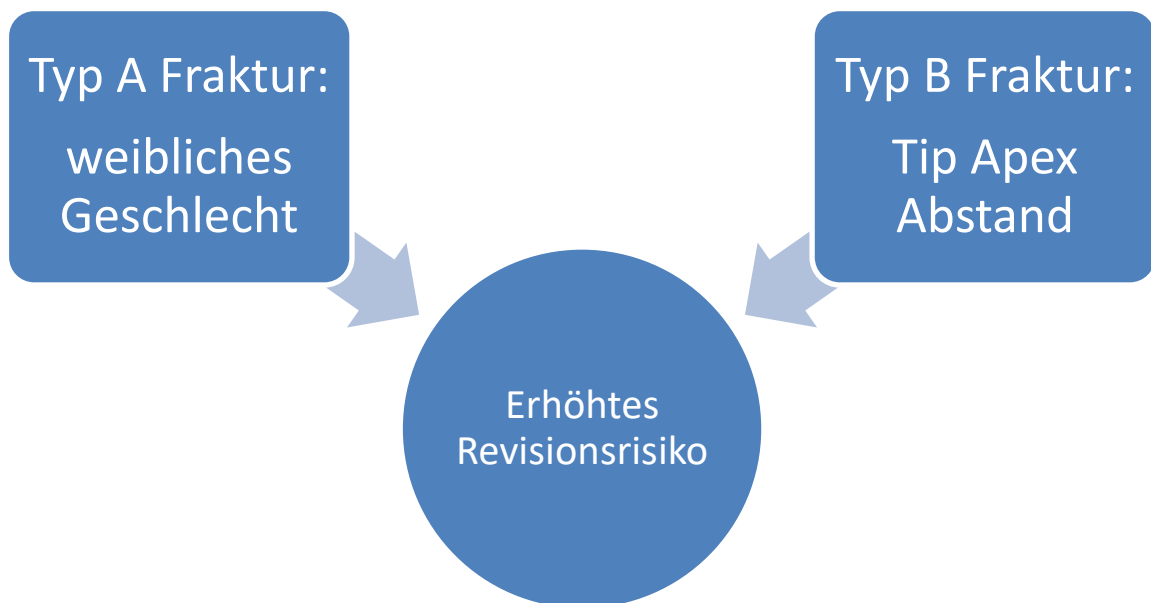 Typ A Fraktur:
weibliches
Geschlecht
Typ B Fraktur:
Tip Apex
Abstand
Erhöhtes
Revisionsrisiko